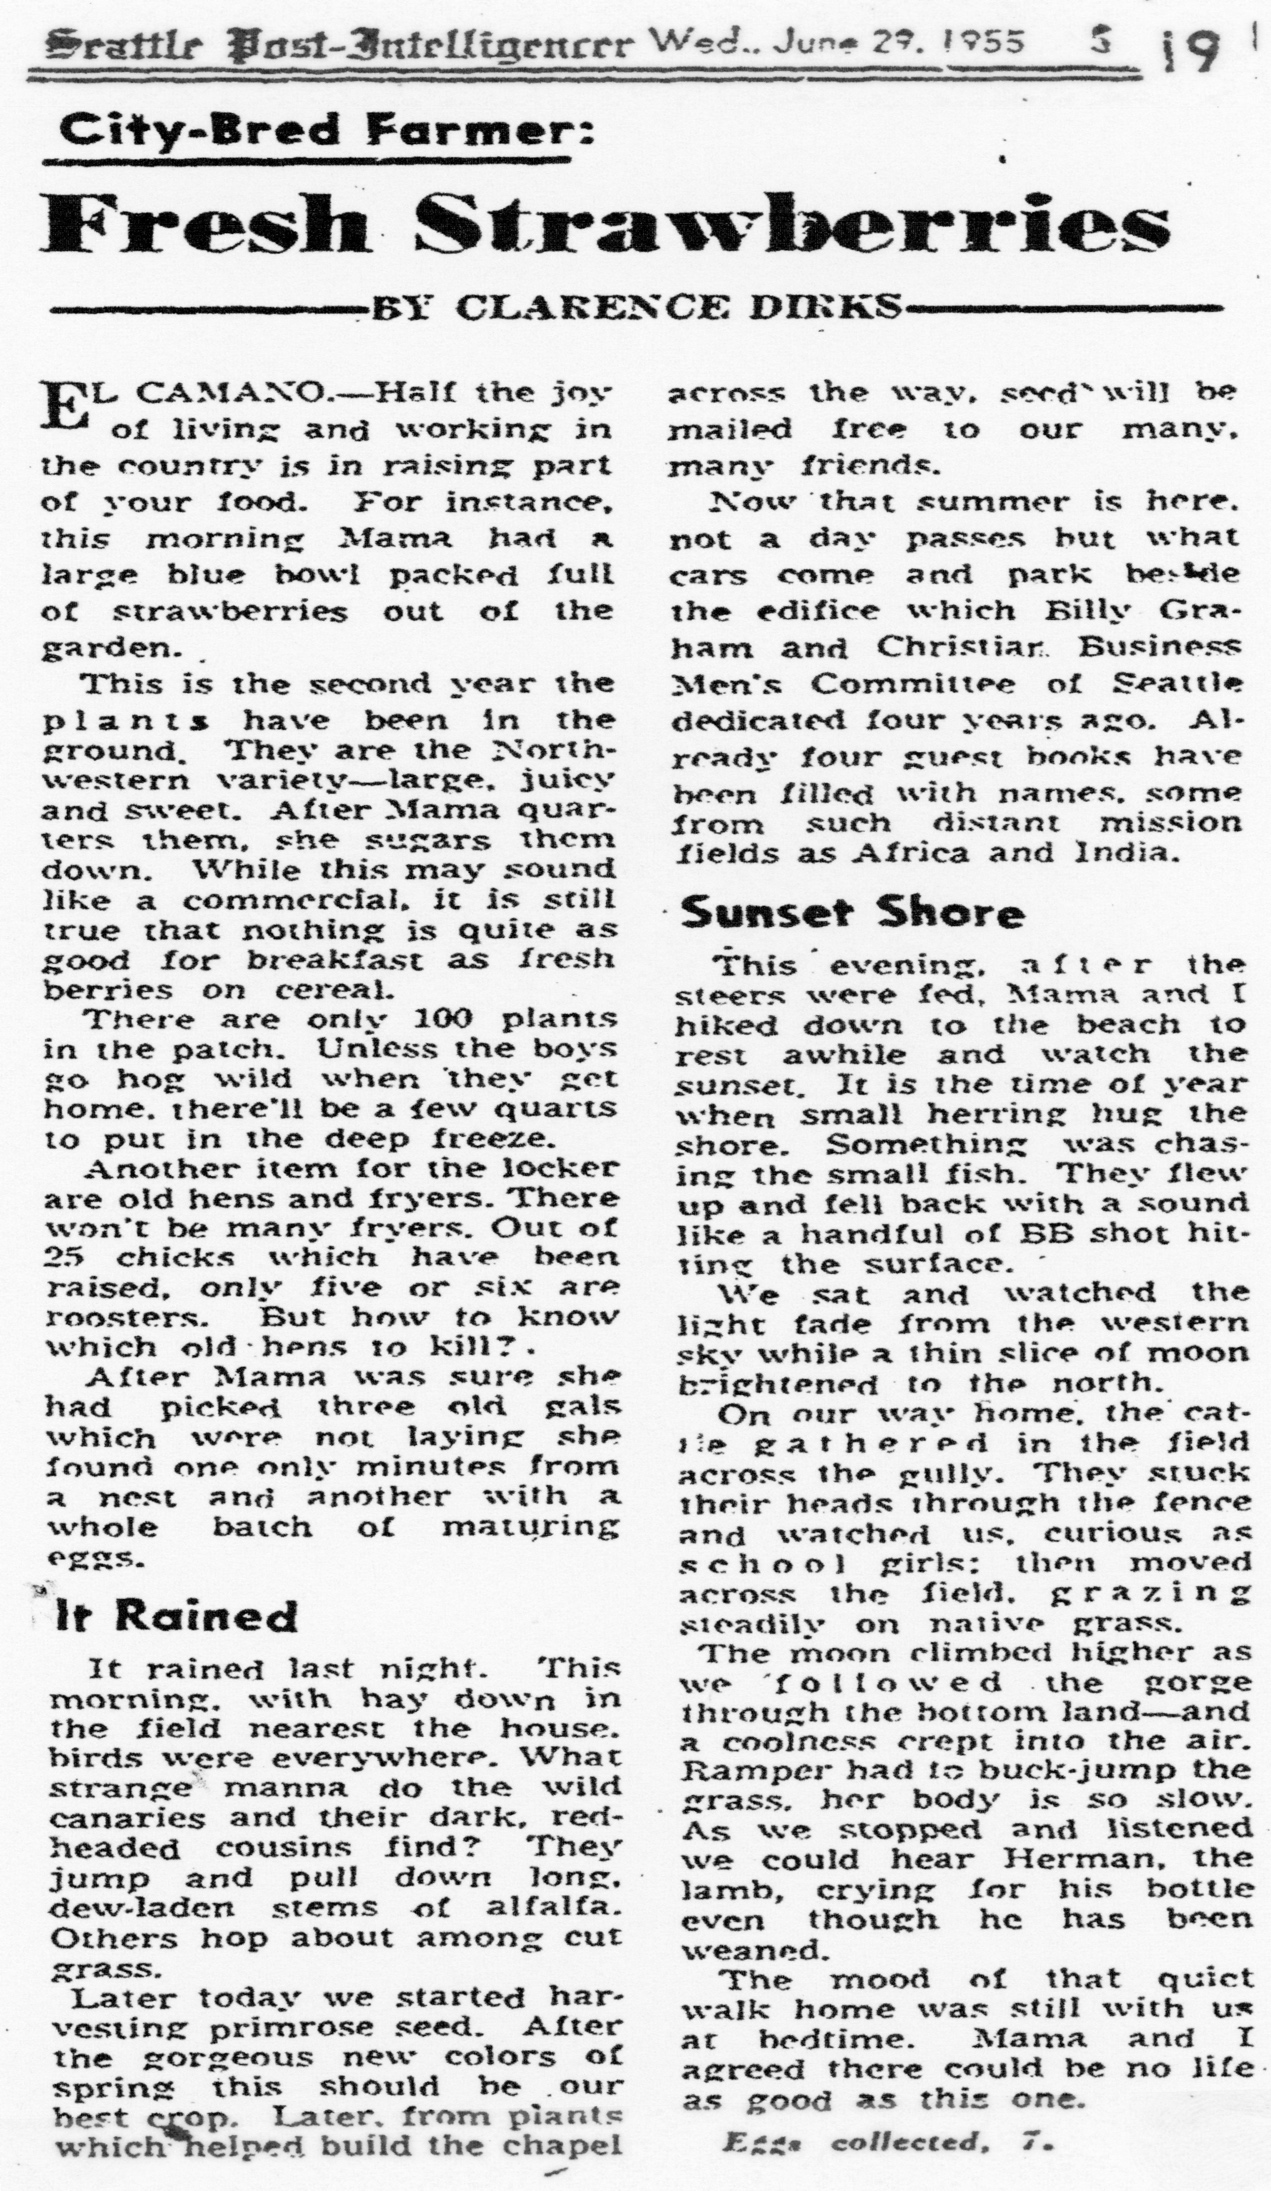 Seattle Post-Intelligencer Wed., June 29, 1955 S 19
City-Bred Farmer:
Fresh Strawberries
BY CLARENCE DIRKS
EL CAMANO.—Half the joy
of living and working in
the country is in raising part
of your food. For instance,
this morning Mama had a
large blue bowl packed full
of strawberries out of the
garden.
This is the second year the
plants have been in the
ground. They are the North-
western variety—large, juicy
and sweet. After Mama quar-
ters them, she sugars them
down. While this may sound
like a commercial, it is still
true that nothing is quite as
good for breakfast as fresh
berries on cereal.
There are only 100 plants
in the patch. Unless the boys
go hog wild when they get
home, there'll be a few quarts
to put in the deep freeze.
Another item for the locker
are old hens and fryers. There
won't be many fryers. Out of
25 chicks which have been
raised, only five or six are
roosters. But how to know
which old hens to kill?
After Mama was sure she
had picked three old gals
which were not laying she
found one only minutes from
a nest and another with a
whole batch of maturing
eggs.
It Rained
It rained last night. This
morning, with hay down in
the field nearest the house,
birds were everywhere. What
strange manna do the wild
canaries and their dark, red-
headed cousins find? They
jump and pull down long,
dew-laden stems of alfalfa.
Others hop about among cut
grass.
Later today we started har-
vesting primrose seed. After
the gorgeous new colors of
spring this should be our
best crop. Later, from plants
which helped build the chapel
across the way, seed will be
mailed free to our many,
many friends.
Now that summer is here,
not a day passes but what
cars come and park beside
the edifice which Billy Gra-
ham and Christian Business
Men's Committee of Seattle
dedicated four years ago. Al-
ready four guest books have
been filled with names, some
from such distant mission
fields as Africa and India.
Sunset Shore
This evening, after the
steers were fed, Mama and I
hiked down to the beach to
rest awhile and watch the
sunset. It is the time of year
when small herring hug the
shore. Something was chas-
ing the small fish. They flew
up and fell back with a sound
like a handful of BB shot hit-
ting the surface.
We sat and watched the
light fade from the western
sky while a thin slice of moon
brightened to the north.
On our way home, the cat-
tle gathered in the field
across the gully. They stuck
their heads through the fence
and watched us, curious as
school girls; then moved
across the field, grazing
steadily on native grass.
The moon climbed higher as
we followed the gorge
through the bottom land—and
a coolness crept into the air.
Ramper had to buck-jump the
grass, her body is so slow.
As we stopped and listened
we could hear Herman, the
lamb, crying for his bottle
even though he has been
weaned.
The mood of that quiet
walk home was still with us
at bedtime. Mama and I
agreed there could be no life
as good as this one.
Eggs collected, 7.